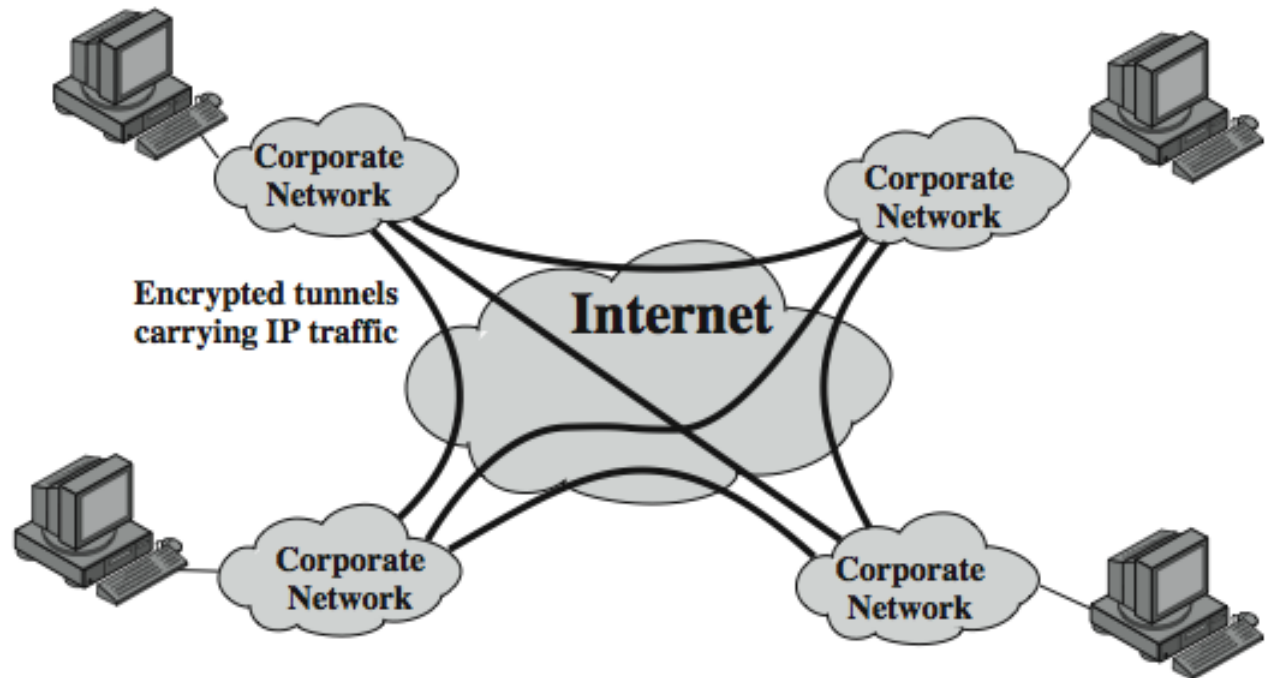 Corporate
Network
Corporate
Network
Encrypted tunnels
carrying IP traffic
Internet
Corporate
Network
Corporate
Network